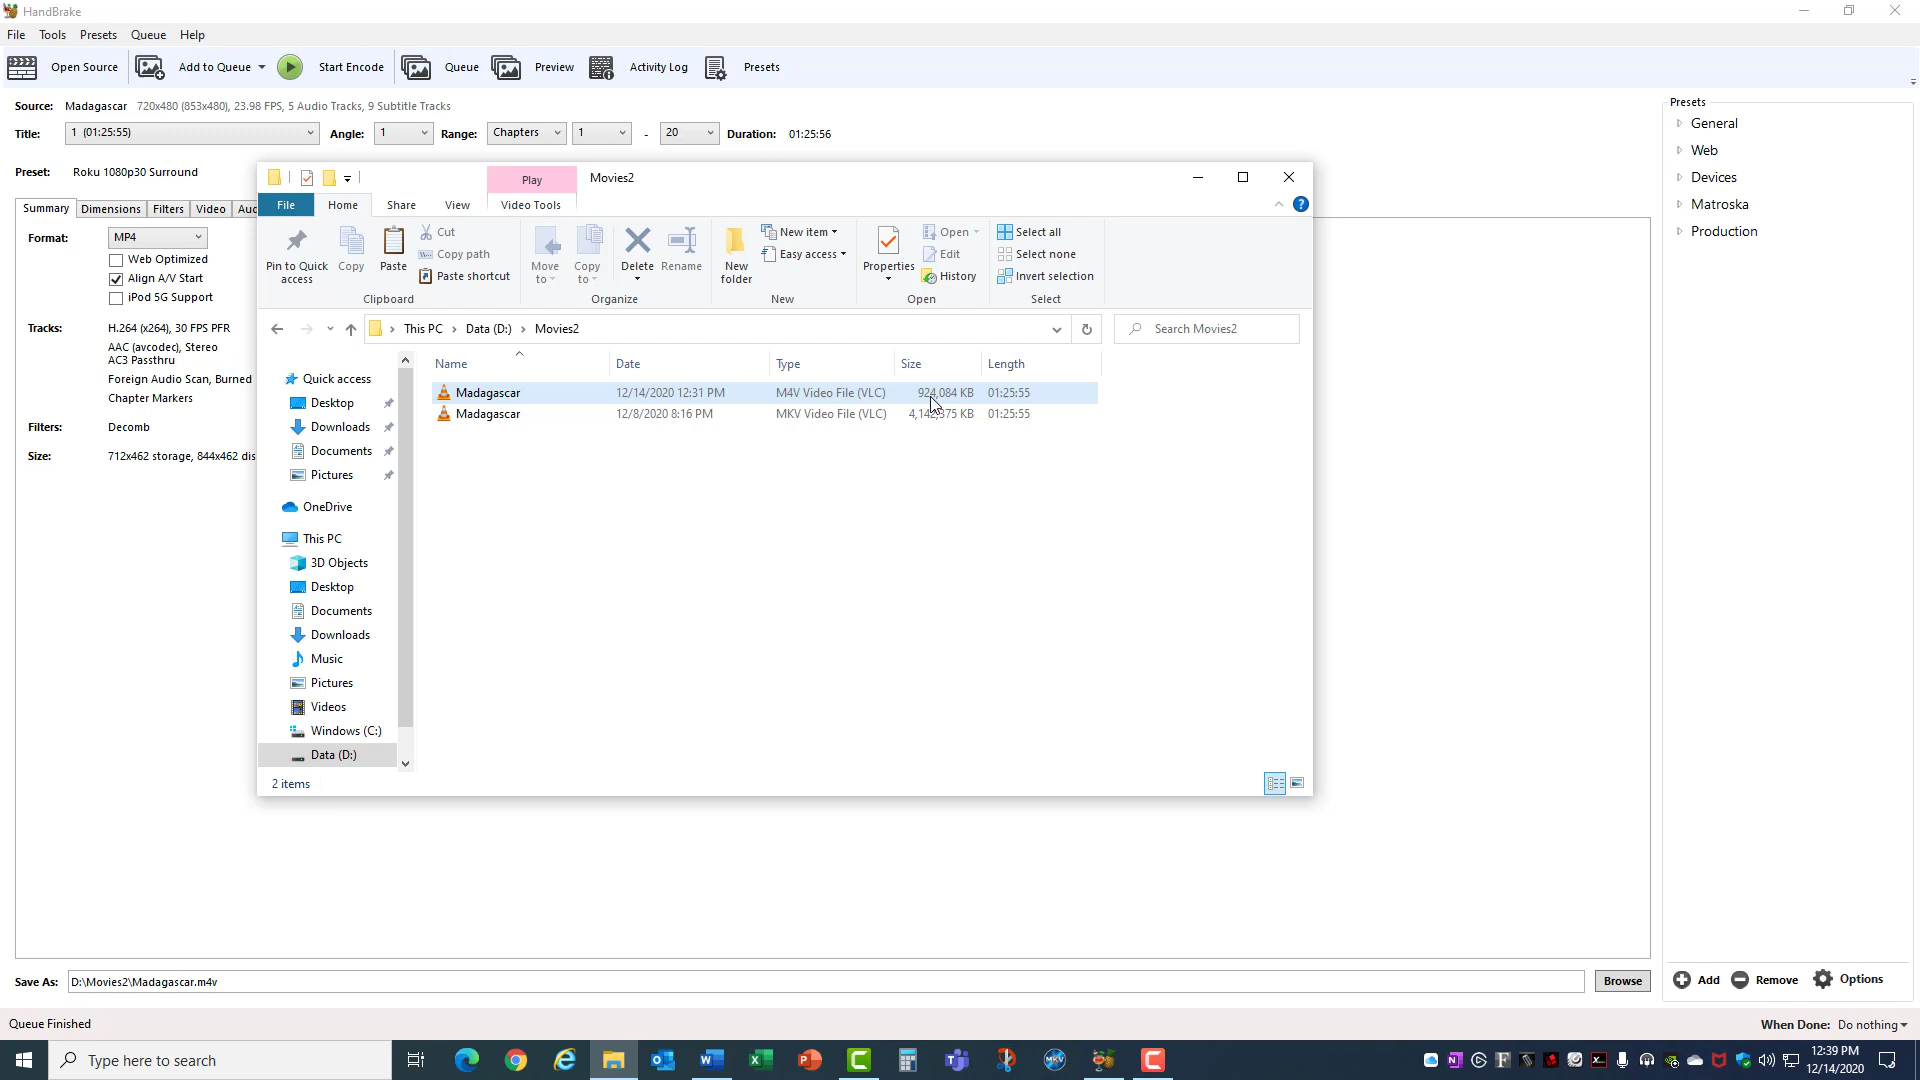 HandBrake
File Tools Presets Queue Help
Open Source Add to Queue Start Encode Queue Preview Activity Log Presets
Source: Madagascar 720x480 (853x480), 23.98 FPS, 5 Audio Tracks, 9 Subtitle Tracks
Title: 1 (01:25:55) Angle: 1 Range: Chapters 1 - 20 Duration: 01:25:56
Preset: Roku 1080p30 Surround
Summary Dimensions Filters Video Auc
Format: MP4
Web Optimized
Align A/V Start
iPod 5G Support
Tracks: H.264 (x264), 30 FPS PFR
AAC (avcodec), Stereo
AC3 Passthru
Foreign Audio Scan, Burned
Chapter Markers
Filters: Decomb
Size: 712x462 storage, 844x462 dis
Play Movies2
File Home Share View Video Tools
Pin to Quick access
Copy
Paste
Cut
Copy path
Paste shortcut
Clipboard
Move to
Copy to
Delete
Rename
Organize
New folder
New item
Easy access
New
Properties
Open
Edit
History
Open
Select all
Select none
Invert selection
Select
This PC Data (D:) Movies2
Search Movies2
Name Date Type Size Length
Madagascar 12/14/2020 12:31 PM M4V Video File (VLC) 924,084 KB 01:25:55
Madagascar 12/8/2020 8:16 PM MKV Video File (VLC) 4,142,375 KB 01:25:55
Quick access
Desktop
Downloads
Documents
Pictures
OneDrive
This PC
3D Objects
Desktop
Documents
Downloads
Music
Pictures
Videos
Windows (C:)
Data (D:)
2 items
Presets
General
Web
Devices
Matroska
Production
Add Remove Options
Save As: D:\Movies2\Madagascar.m4v Browse
Queue Finished
When Done: Do nothing
Type here to search
12:39 PM
12/14/2020